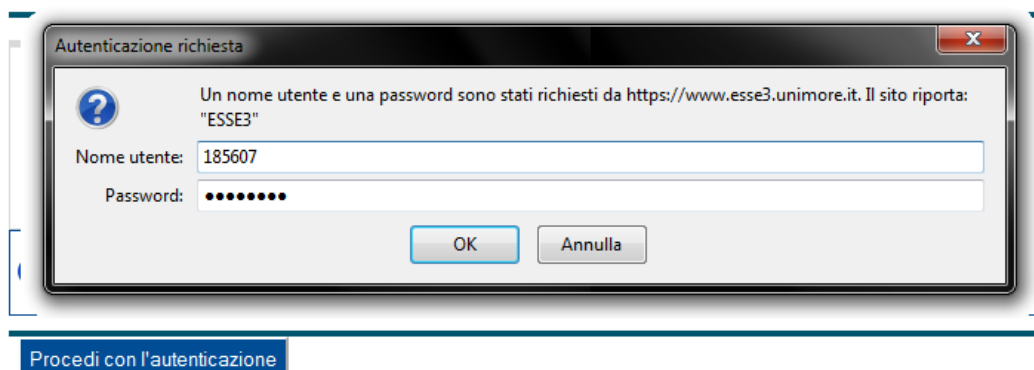 Autenticazione richiesta
Un nome utente e una password sono stati richiesti da https://www.esse3.unimore.it. Il sito riporta:
"ESSE3"
Nome utente: 185607
Password: ●●●●●●●●
OK Annulla
Procedi con l'autenticazione